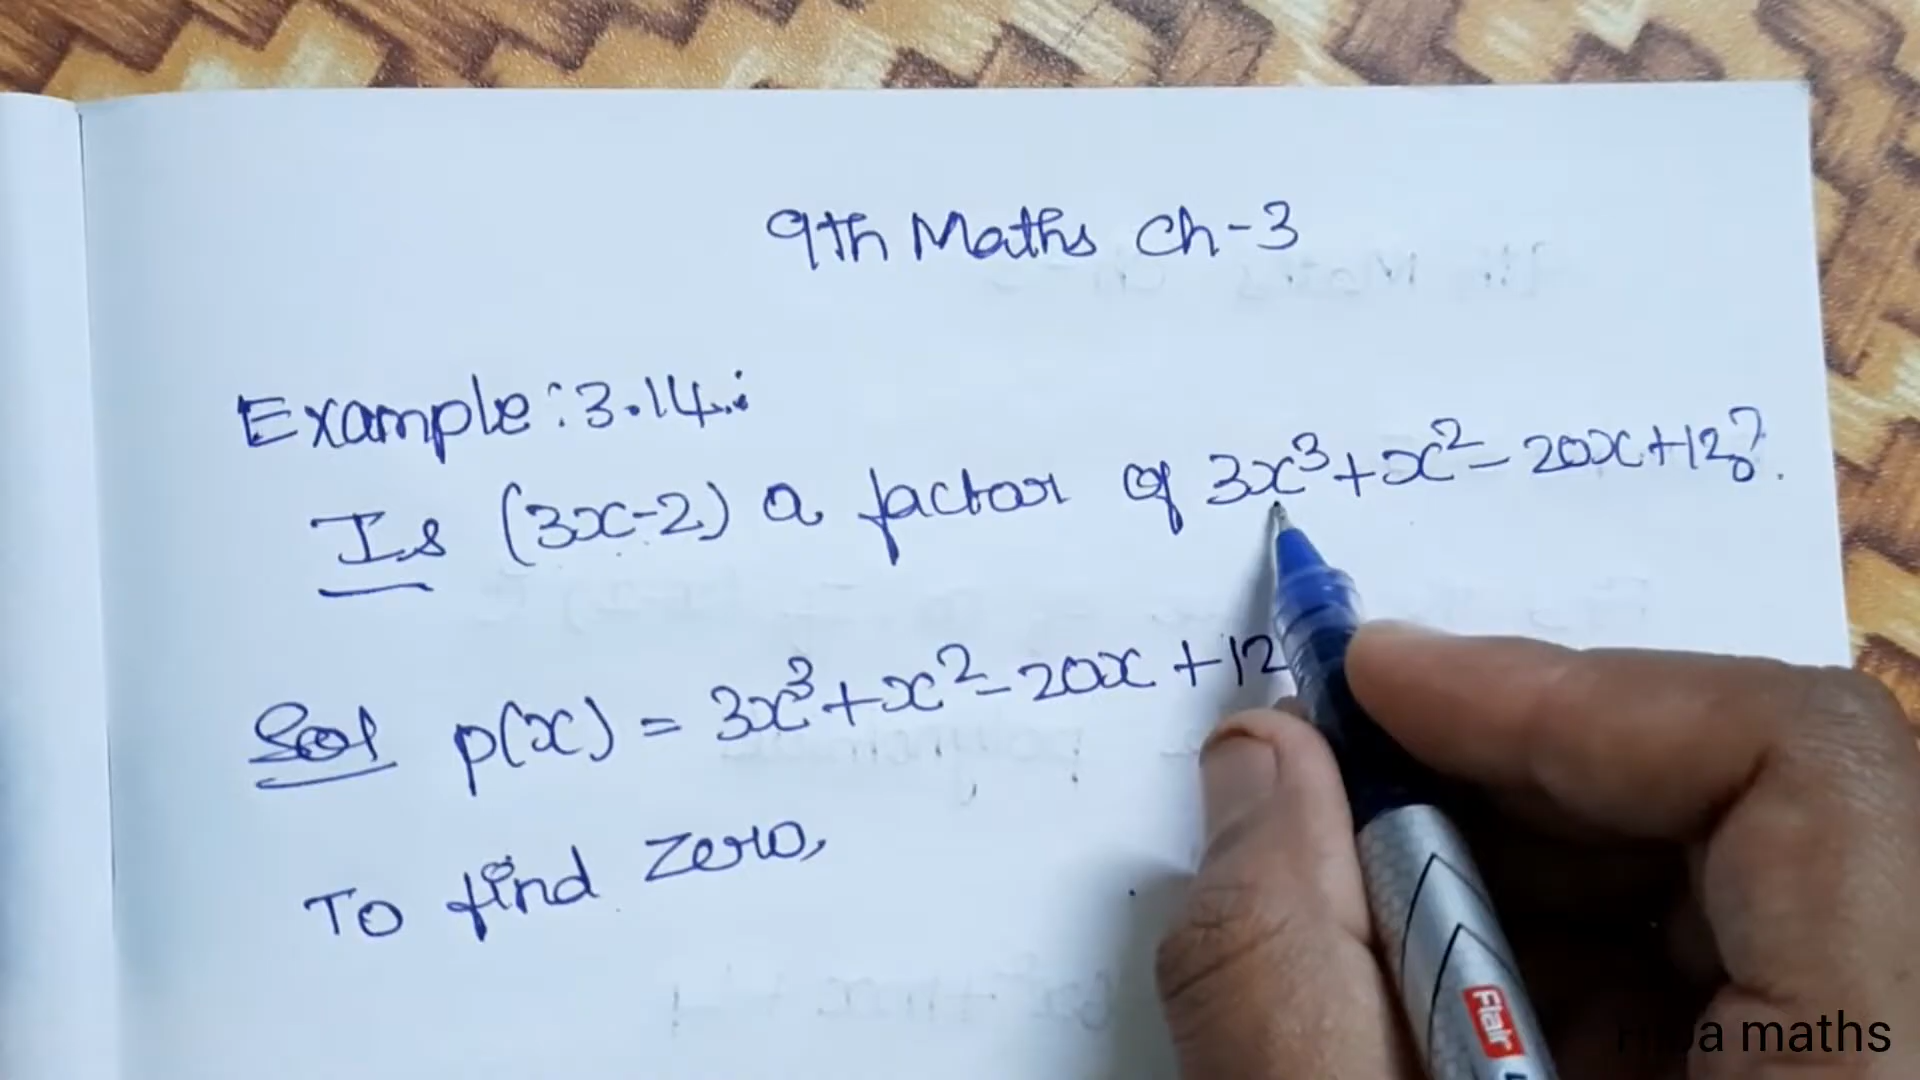 9th Maths Ch-3
Example: 3.14.:
Is (3x-2) a factor of 3x³+x²-20x+12?
Sol p(x) = 3x³+x²-20x+12
To find zero,
Flair
maths